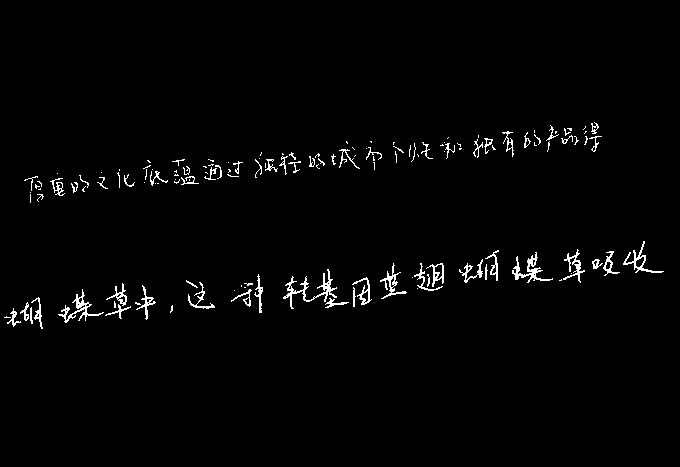 厚重的文化底蕴通过独特的城市个性和独有的产品得
蝴蝶草中，这一种转基因蓝翅蝴蝶草吸收